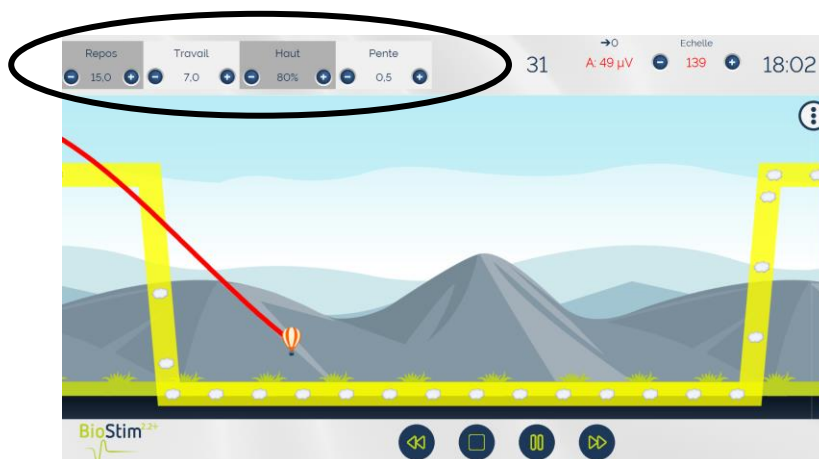 Repos Travail Haut Pente
15,0 7,0 80% 0,5
31
→0
A: 49 µV
Echelle
139
18:02
BioStim 2.2+